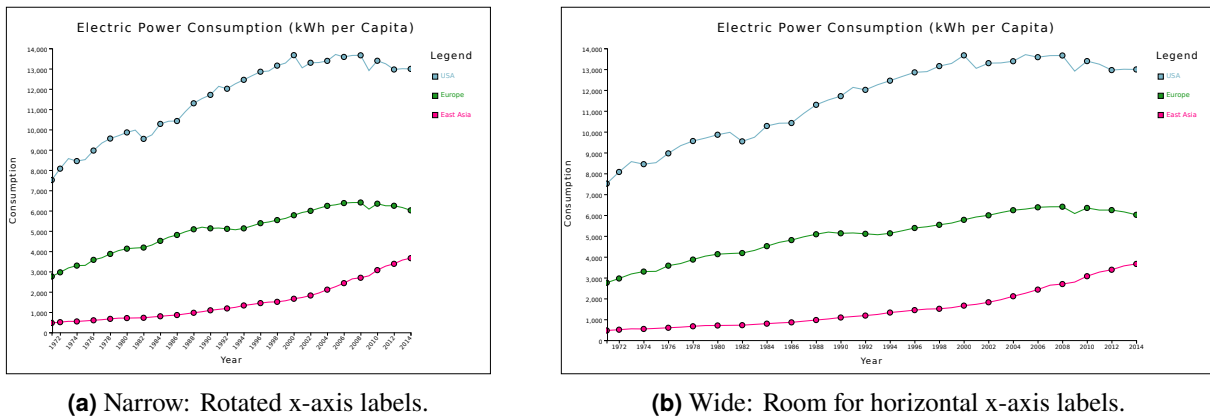 Electric Power Consumption (kWh per Capita)
14,000
13,000
12,000
11,000
10,000
9,000
8,000
7,000
6,000
5,000
4,000
3,000
2,000
1,000
0
Consumption
1972 1974 1976 1978 1980 1982 1984 1986 1988 1990 1992 1994 1996 1998 2000 2002 2004 2006 2008 2010 2012 2014
Year
Legend
USA
Europe
East Asia
(a) Narrow: Rotated x-axis labels.
Electric Power Consumption (kWh per Capita)
14,000
13,000
12,000
11,000
10,000
9,000
8,000
7,000
6,000
5,000
4,000
3,000
2,000
1,000
0
Consumption
1972 1974 1976 1978 1980 1982 1984 1986 1988 1990 1992 1994 1996 1998 2000 2002 2004 2006 2008 2010 2012 2014
Year
Legend
USA
Europe
East Asia
(b) Wide: Room for horizontal x-axis labels.